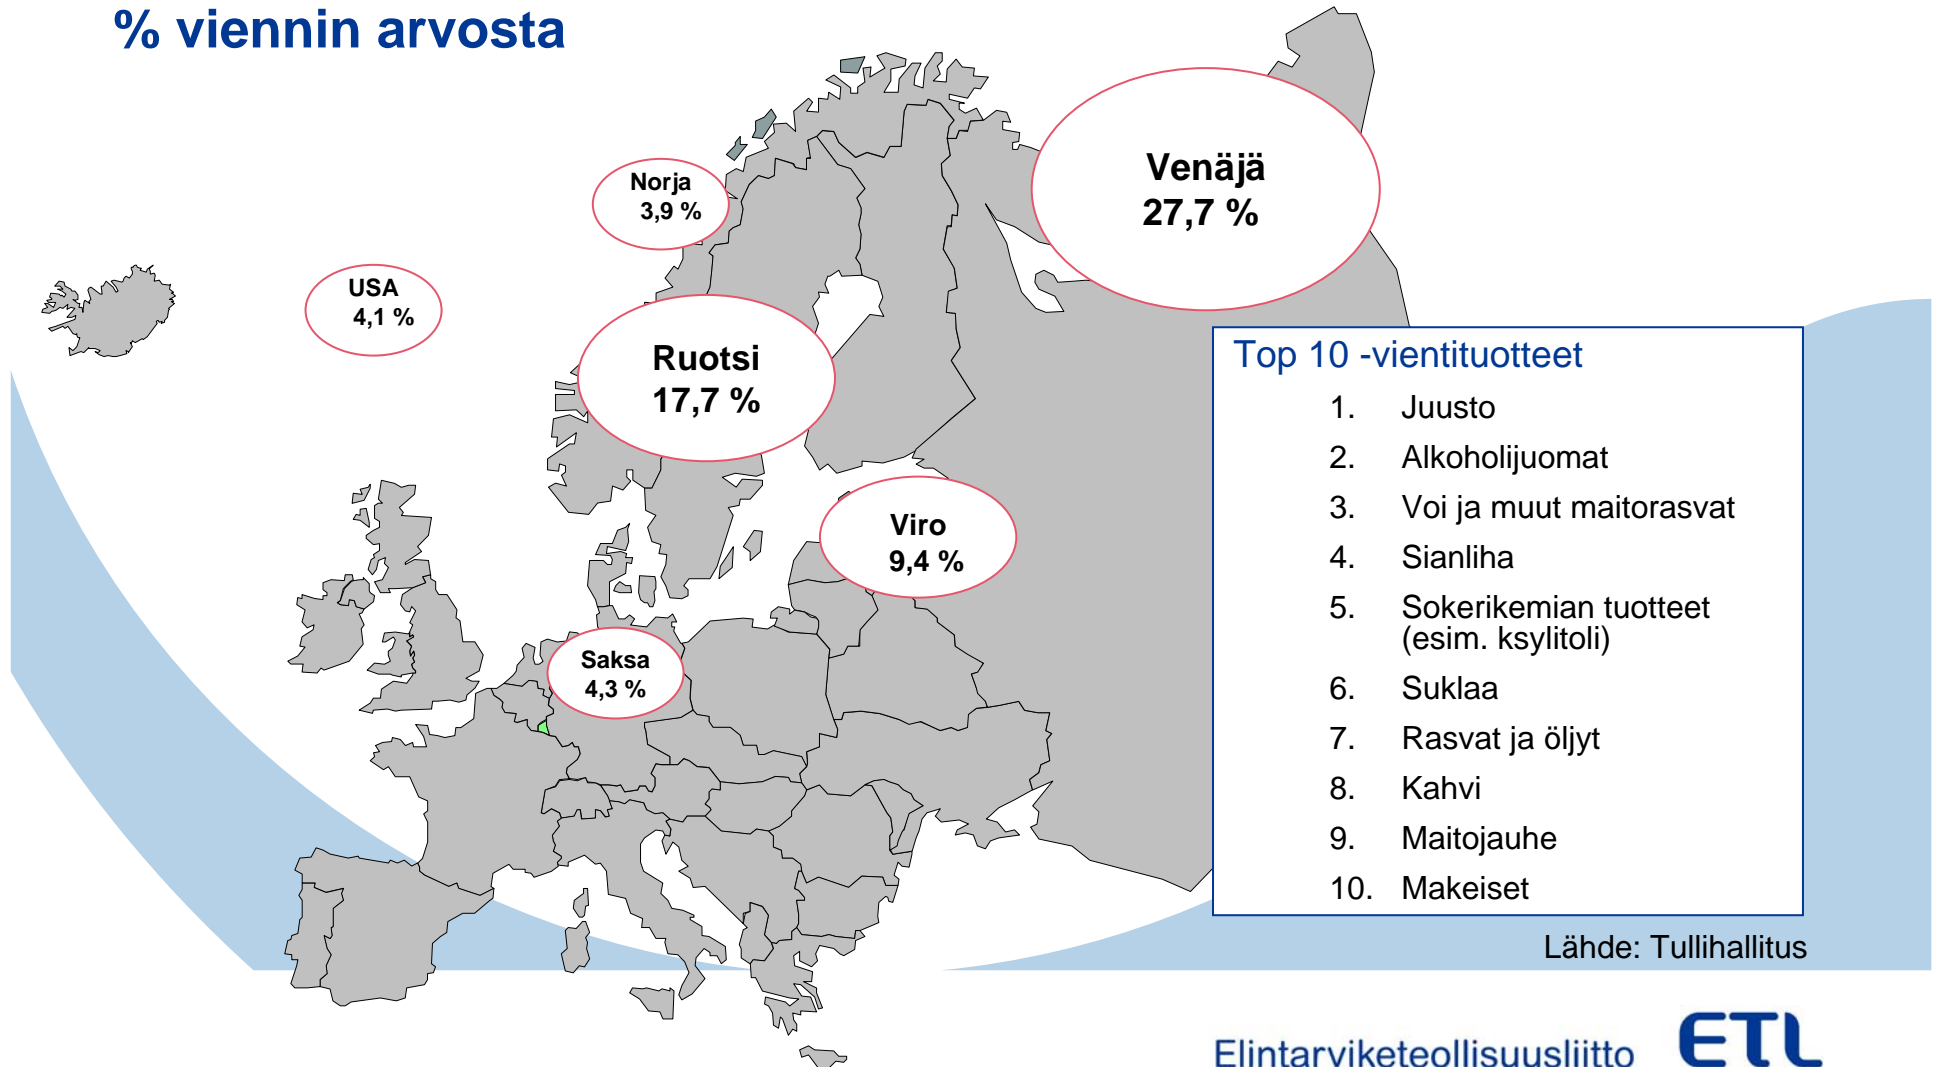 % viennin arvosta
Norja
3,9 %
Venäjä
27,7 %
USA
4,1 %
Ruotsi
17,7 %
Viro
9,4 %
Saksa
4,3 %
Top 10 -vientituotteet
1. Juusto
2. Alkoholijuomat
3. Voi ja muut maitorasvat
4. Sianliha
5. Sokerikemian tuotteet
(esim. ksylitoli)
6. Suklaa
7. Rasvat ja öljyt
8. Kahvi
9. Maitojauhe
10. Makeiset
Lähde: Tullihallitus
Elintarviketeollisuusliitto ETL